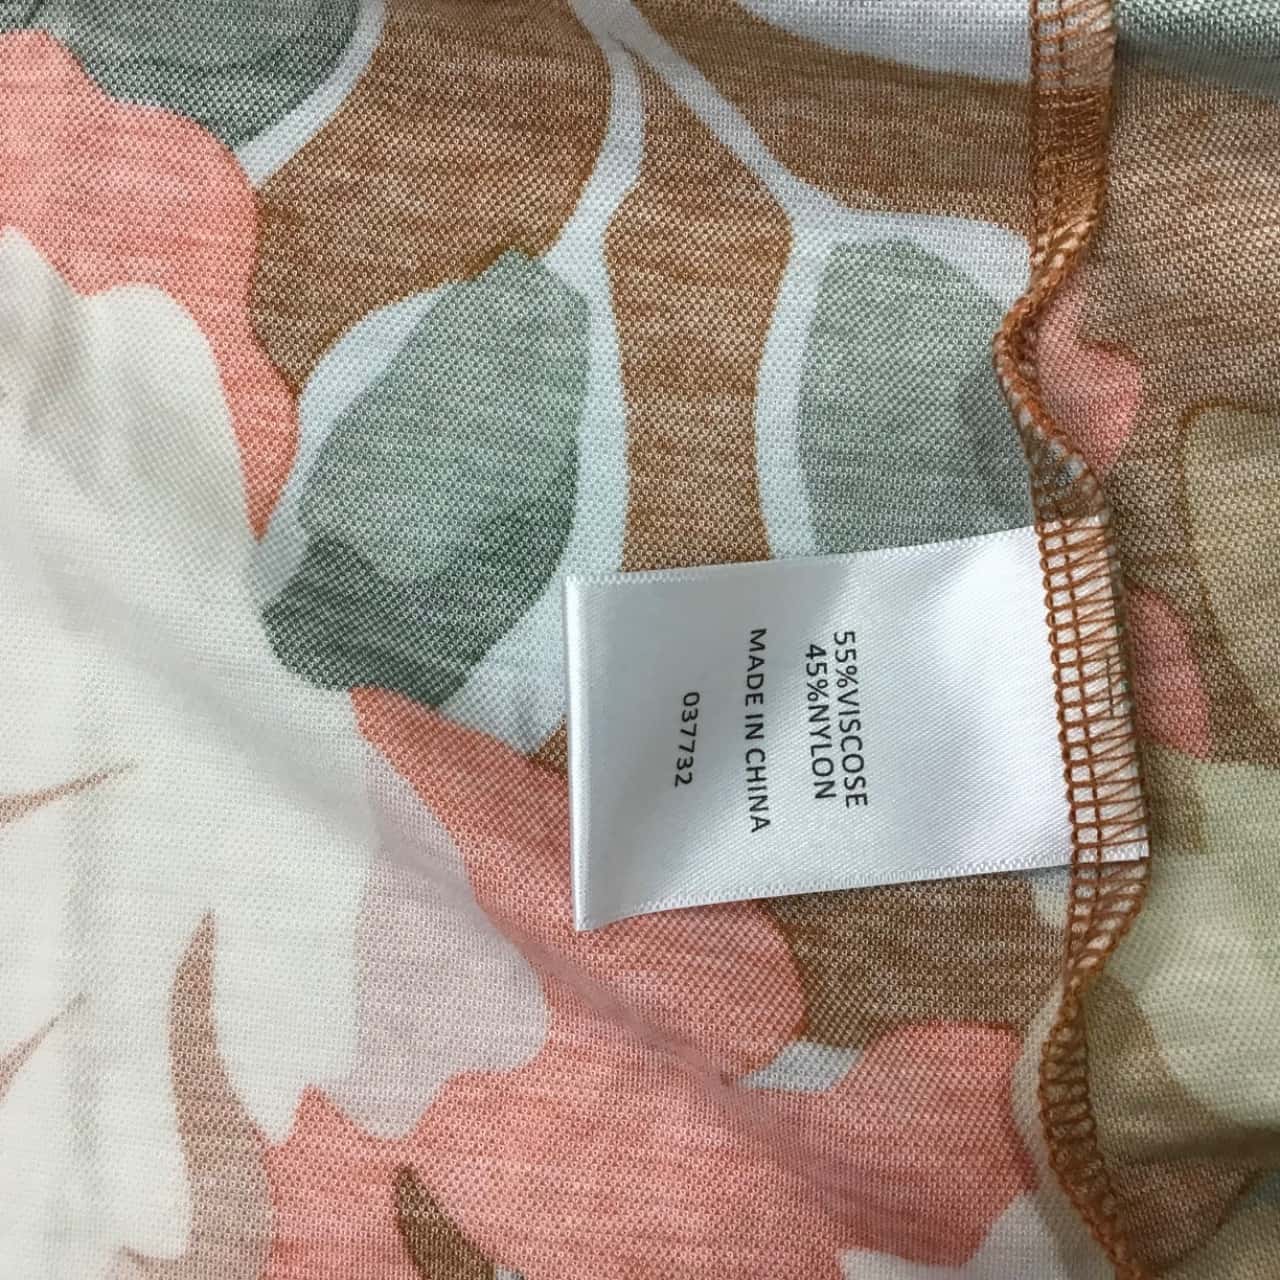 55%VISCOSE
45%NYLON
MADE IN CHINA
037732